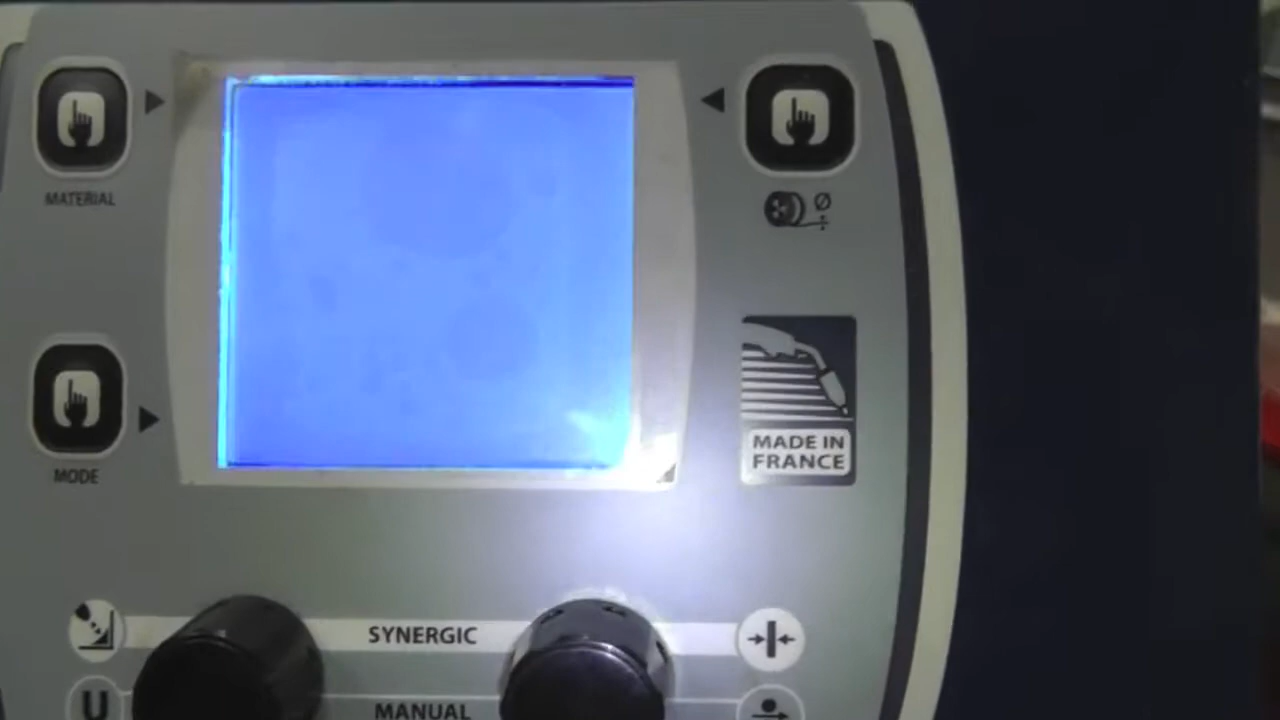 MATERIAL
Ø
MODE
MADE IN
FRANCE
SYNERGIC
U
MANUAL